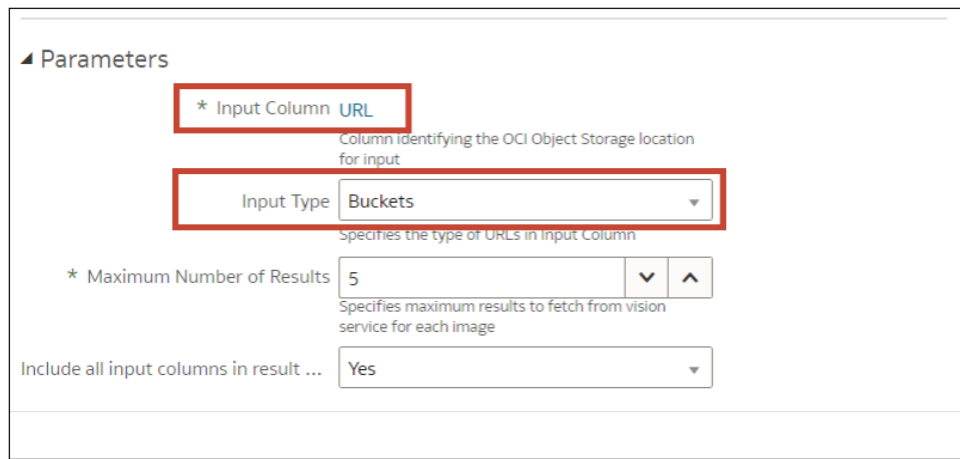 Parameters
* Input Column URL
Column identifying the OCI Object Storage location
for input
Input Type Buckets
Specifies the type of URLs in Input Column
* Maximum Number of Results 5
Specifies maximum results to fetch from vision
service for each image
Include all input columns in result ... Yes